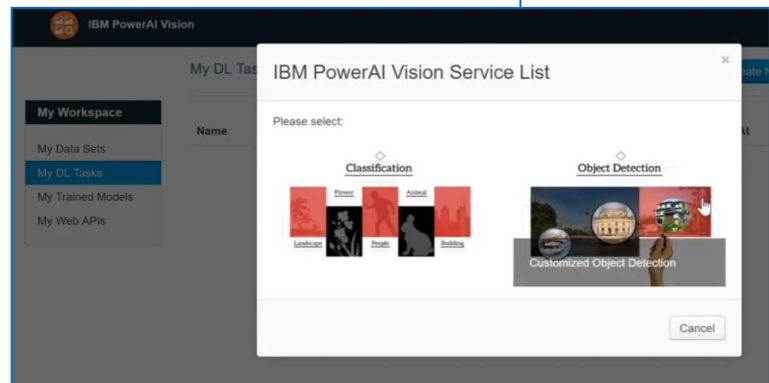 IBM PowerAI Vision
My DL Tas
IBM PowerAI Vision Service List
×
eate N
My Workspace
My Data Sets
My DL Tasks
My Trained Models
My Web APIs
Name
At
Please select:
Classification
Flower
Animal
Landscape
People
Building
Object Detection
Customized Object Detection
Cancel